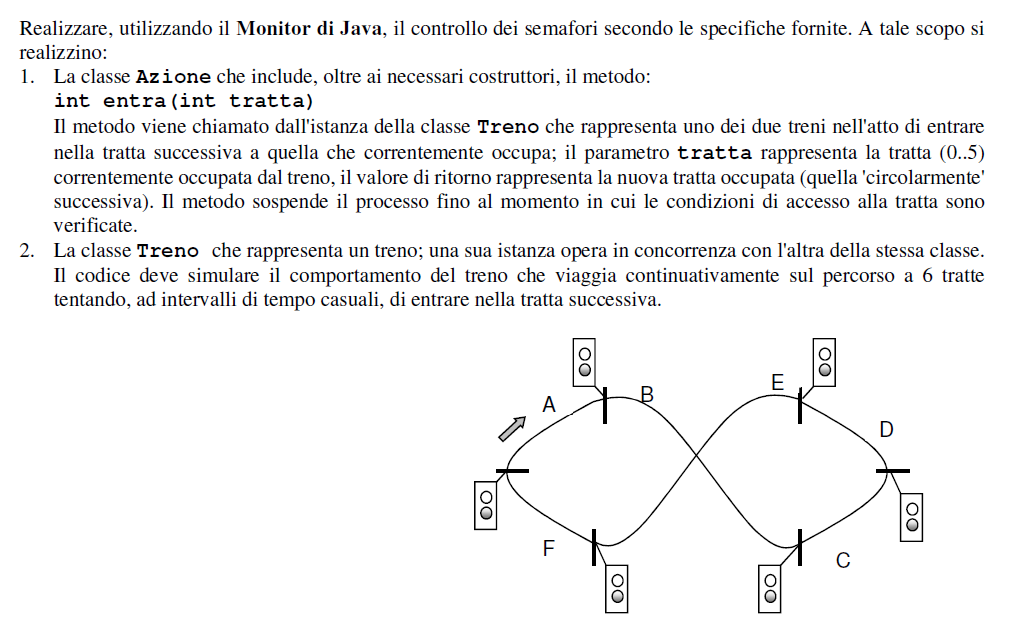 Realizzare, utilizzando il Monitor di Java, il controllo dei semafori secondo le specifiche fornite. A tale scopo si
realizzino:
1. La classe Azione che include, oltre ai necessari costruttori, il metodo:
int entra(int tratta)
Il metodo viene chiamato dall'istanza della classe Treno che rappresenta uno dei due treni nell'atto di entrare
nella tratta successiva a quella che correntemente occupa; il parametro tratta rappresenta la tratta (0..5)
correntemente occupata dal treno, il valore di ritorno rappresenta la nuova tratta occupata (quella 'circolarmente'
successiva). Il metodo sospende il processo fino al momento in cui le condizioni di accesso alla tratta sono
verificate.
2. La classe Treno che rappresenta un treno; una sua istanza opera in concorrenza con l'altra della stessa classe.
Il codice deve simulare il comportamento del treno che viaggia continuativamente sul percorso a 6 tratte
tentando, ad intervalli di tempo casuali, di entrare nella tratta successiva.
A
B
E
D
F
C